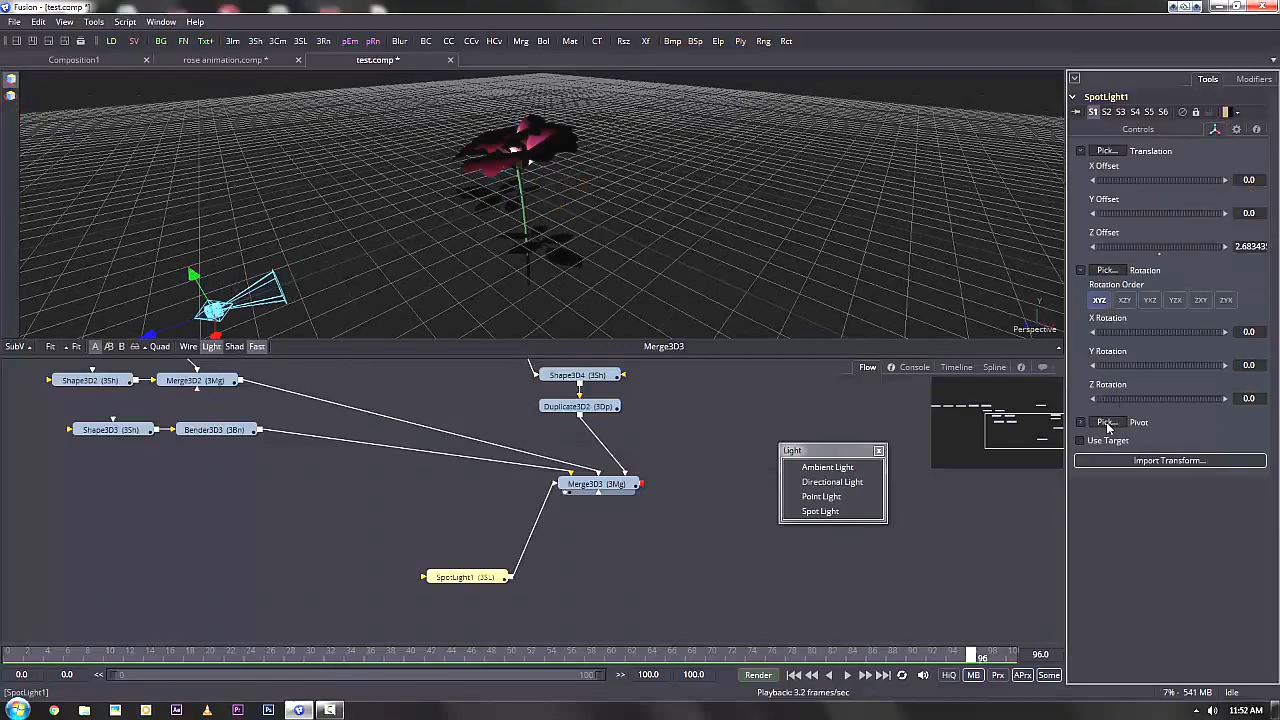 Fusion - [test.comp *]
File Edit View Tools Script Window Help
LD SV BG FN Txt+ 3Im 3Sh 3Cm 3SL 3Rn pEm pRn Blur BC CC CCv HCv Mrg Bol Mat CT Rsz Xf Bmp BSp Elp Ply Rng Rct
Composition1 rose animation.comp * test.comp *
Tools Modifiers
SpotLight1
S1 S2 S3 S4 S5 S6
Controls
Pick... Translation
X Offset
0.0
Y Offset
0.0
Z Offset
2.68343
Pick... Rotation
Rotation Order
XYZ XZY YXZ YZX ZXY ZYX
X Rotation
0.0
Y Rotation
0.0
Z Rotation
0.0
Pick... Pivot
Use Target
Import Transform...
Y
Perspective
SubV Fit Fit A B Quad Wire Light Shad Fast Merge3D3
Flow Console Timeline Spline
Shape3D2 (3Sh) Merge3D2 (3Mg) Shape3D4 (3Sh)
Duplicate3D2 (3Dp)
Shape3D3 (3Sh) Bender3D3 (3Bn)
Merge3D3 (3Mg)
SpotLight1 (3SL)
Light
Ambient Light
Directional Light
Point Light
Spot Light
96
96.0
0.0 0.0 << 0 100 >> 100.0 100.0 Render HiQ MB Prx APrx Some
[SpotLight1] Playback: 3.2 frames/sec 7% - 541 MB Idle
11:52 AM